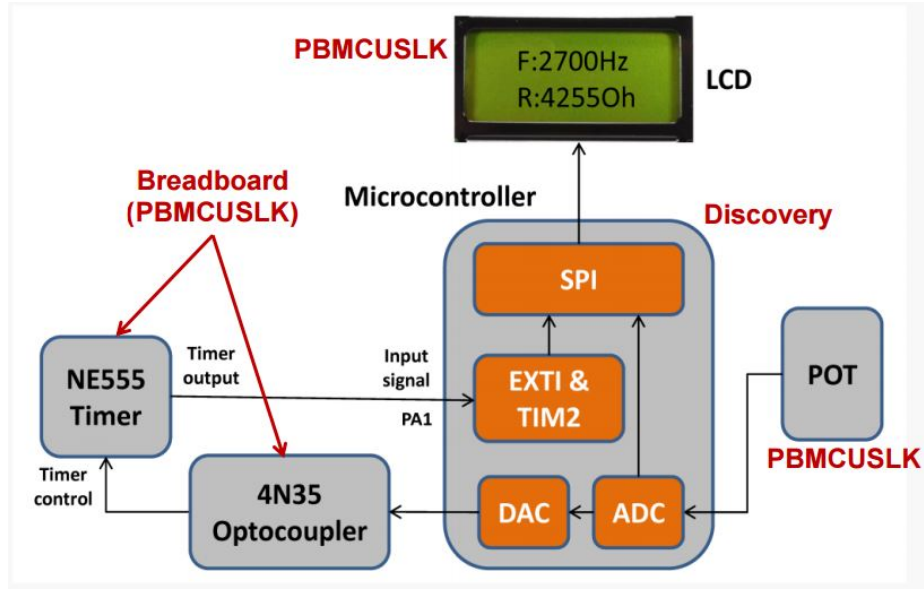 PBMCUSLK
F:2700Hz
R:4255Oh
LCD
Breadboard
(PBMCUSLK)
Microcontroller
Discovery
SPI
NE555
Timer
Timer
output
Input
signal
PA1
EXTI &
TIM2
POT
PBMCUSLK
Timer
control
4N35
Optocoupler
DAC
ADC